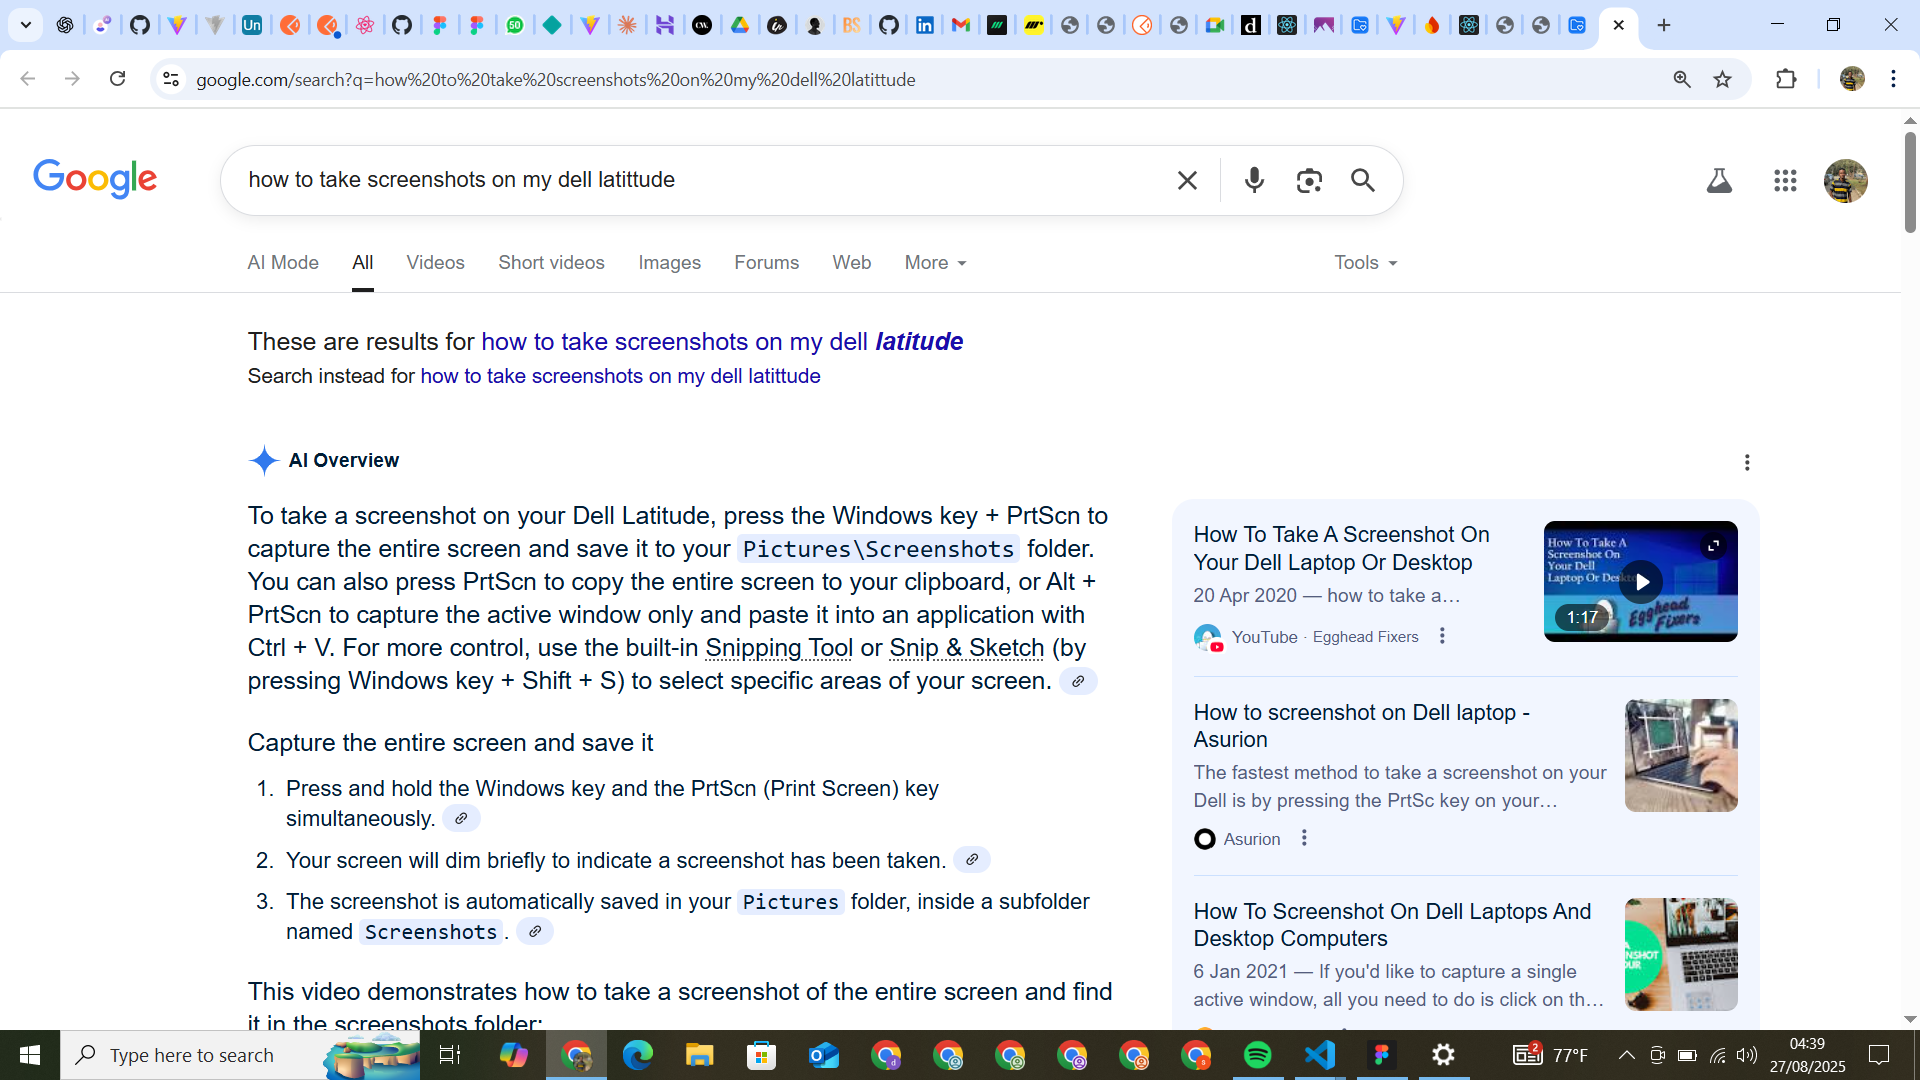 google.com/search?q=how%20to%20take%20screenshots%20on%20my%20dell%20latittude
Google
how to take screenshots on my dell latittude
AI Mode
All
Videos
Short videos
Images
Forums
Web
More
Tools
These are results for how to take screenshots on my dell latitude
Search instead for how to take screenshots on my dell latittude
AI Overview
To take a screenshot on your Dell Latitude, press the Windows key + PrtScn to
capture the entire screen and save it to your Pictures\Screenshots folder.
You can also press PrtScn to copy the entire screen to your clipboard, or Alt +
PrtScn to capture the active window only and paste it into an application with
Ctrl + V. For more control, use the built-in Snipping Tool or Snip & Sketch (by
pressing Windows key + Shift + S) to select specific areas of your screen.
Capture the entire screen and save it
1. Press and hold the Windows key and the PrtScn (Print Screen) key
simultaneously.
2. Your screen will dim briefly to indicate a screenshot has been taken.
3. The screenshot is automatically saved in your Pictures folder, inside a subfolder
named Screenshots.
This video demonstrates how to take a screenshot of the entire screen and find
it in the screenshots folder:
How To Take A Screenshot On
Your Dell Laptop Or Desktop
20 Apr 2020 — how to take a…
YouTube · Egghead Fixers
How To Take A
Screenshot On
Your Dell
Laptop Or Desktop
1:17
Egghead
Fixers
How to screenshot on Dell laptop -
Asurion
The fastest method to take a screenshot on your
Dell is by pressing the PrtSc key on your…
Asurion
How To Screenshot On Dell Laptops And
Desktop Computers
6 Jan 2021 — If you'd like to capture a single
active window, all you need to do is click on th…
Type here to search
2
77°F
04:39
27/08/2025